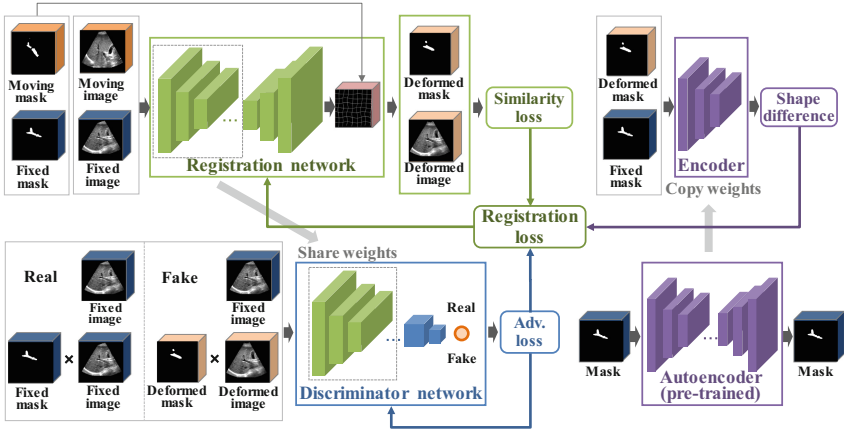 Moving
mask
Moving
image
Fixed
mask
Fixed
image
...
Registration network
Deformed
mask
Deformed
image
Similarity
loss
Registration
loss
Deformed
mask
Fixed
mask
Encoder
Shape
difference
Copy weights
Share weights
Real
Fixed
image
Fixed
mask
×
Fixed
image
Fake
Fixed
image
Deformed
mask
×
Deformed
image
...
Real
Fake
Discriminator network
Adv.
loss
Mask
...
Autoencoder
(pre-trained)
Mask